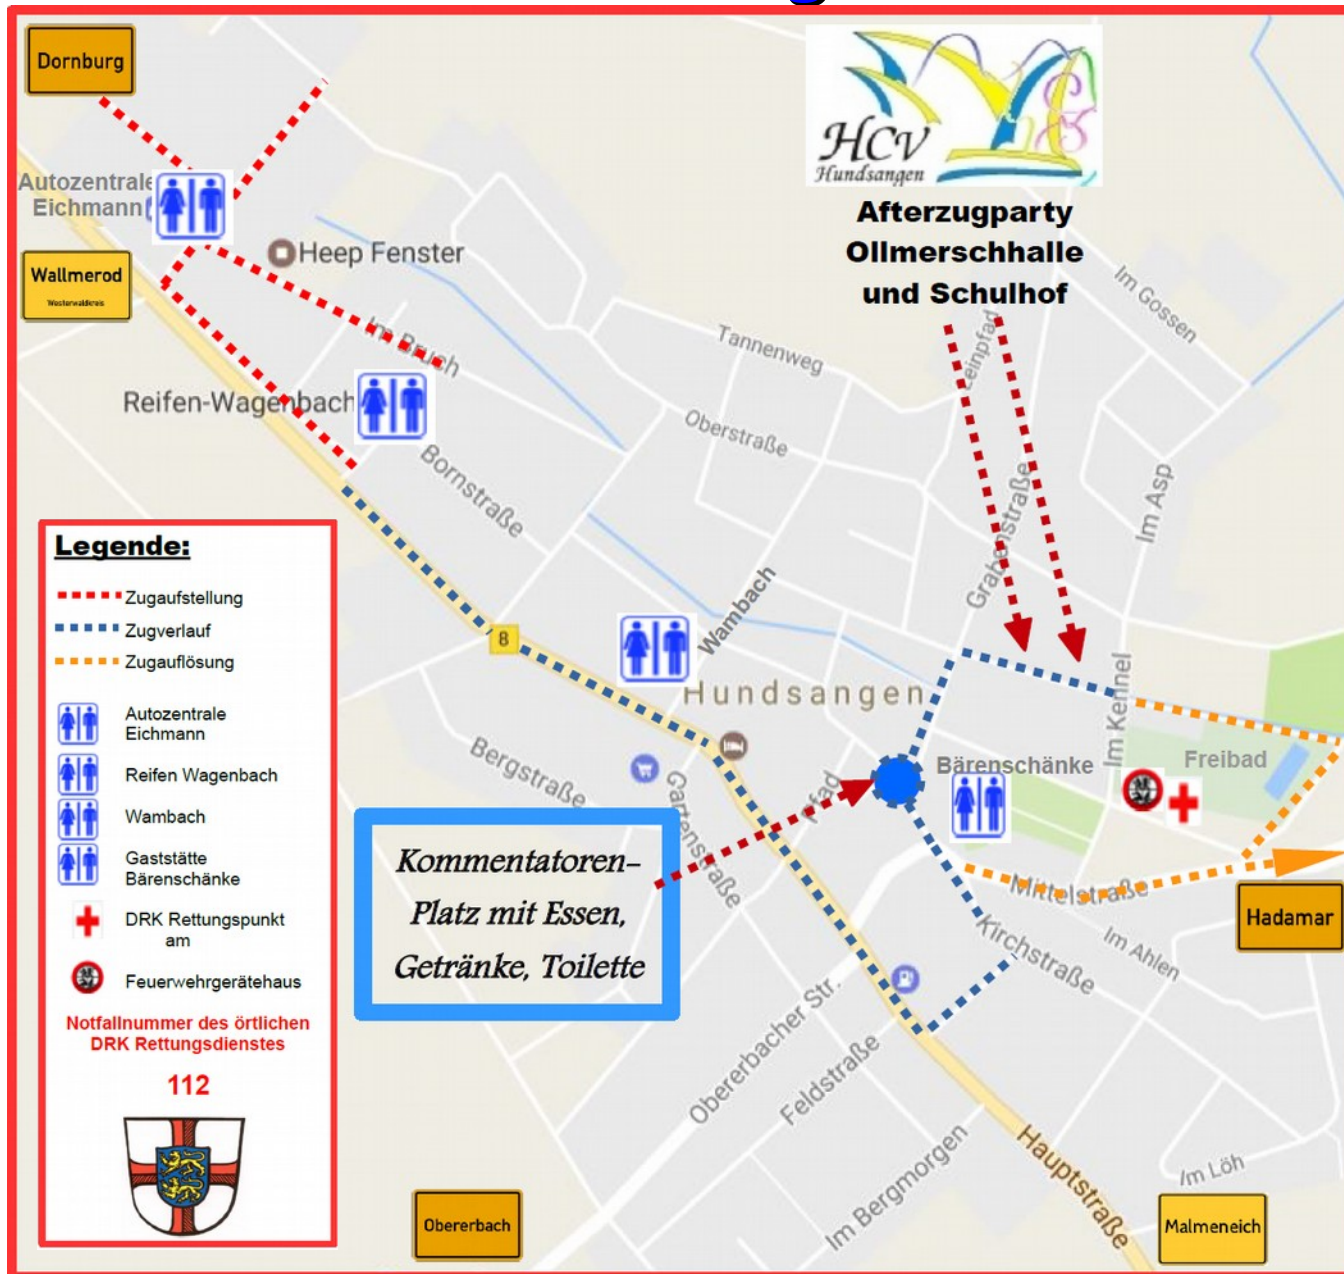 Dornburg
Autozentrale
Eichmann
Wallmerod
Westerwaldkreis
Heep Fenster
HCV
Hundsangen
Afterzugparty
Ollmerschhalle
und Schulhof
Im Gossen
Leinpfad
Tannenweg
Im Bruch
Reifen-Wagenbach
Oberstraße
Bornstraße
Im Asp
Grabenstraße
Legende:
Zugaufstellung
Zugverlauf
Zugauflösung
Autozentrale
Eichmann
Reifen Wagenbach
Wambach
Gaststätte
Bärenschänke
DRK Rettungspunkt
am
Feuerwehrgerätehaus
Notfallnummer des örtlichen
DRK Rettungsdienstes
112
8
Wambach
Hundsangen
Im Kennel
Bergstraße
Gartenstraße
Pfad
Bärenschänke
Freibad
Kommentatoren-
Platz mit Essen,
Getränke, Toilette
Mittelstraße
Hadamar
Kirchstraße
Im Ahlen
Obererbacher Str.
Feldstraße
Im Bergmorgen
Hauptstraße
Im Löh
Obererbach
Malmeneich